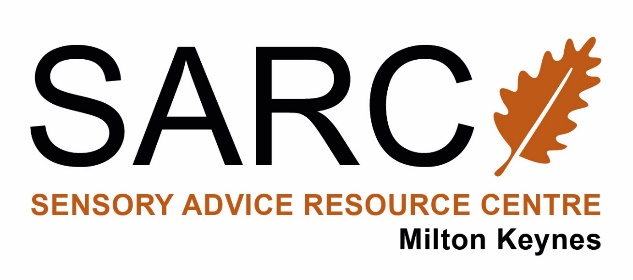 SARC
SENSORY ADVICE RESOURCE CENTRE
Milton Keynes